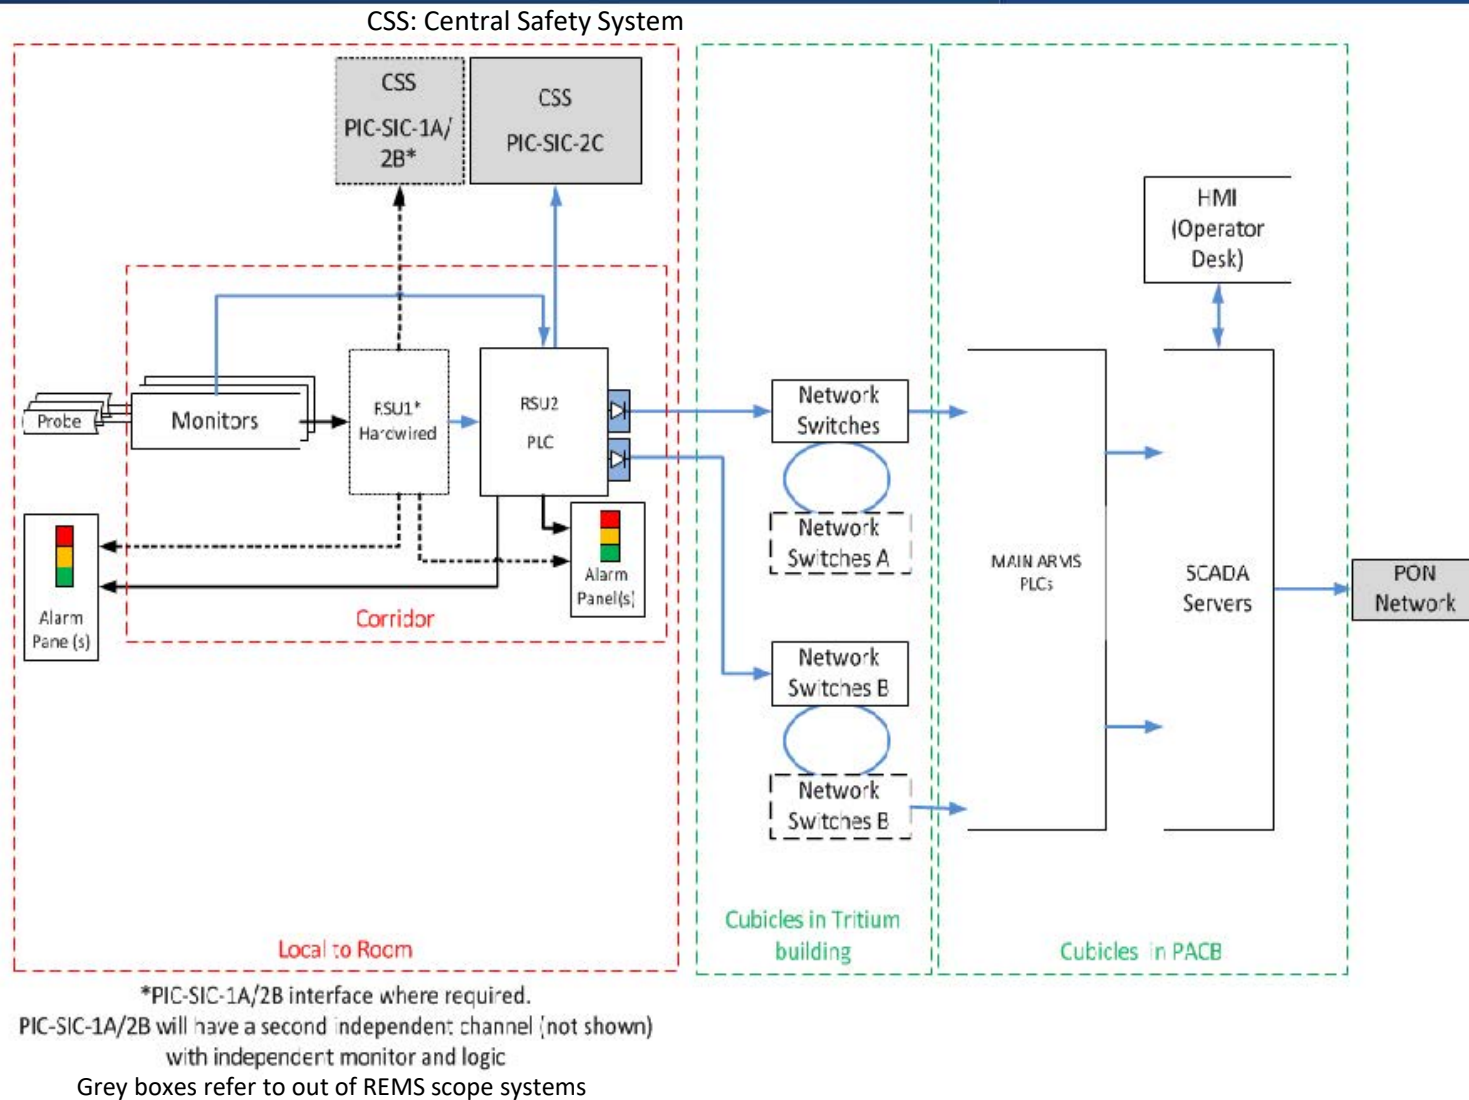 CSS: Central Safety System
CSS
PIC-SIC-1A/
2B*
CSS
PIC-SIC-2C
HMI
(Operator
Desk)
Probe
Monitors
RSU1*
Hardwired
RSU2
PLC
Network
Switches
Network
Switches A
Alarm
Pane (s)
Alarm
Panel(s)
Corridor
MAIN ARMS
PLCs
SCADA
Servers
PON
Network
Network
Switches B
Network
Switches B
Local to Room
Cubicles in Tritium
building
Cubicles in PACB
*PIC-SIC-1A/2B interface where required.
PIC-SIC-1A/2B will have a second independent channel (not shown)
with independent monitor and logic
Grey boxes refer to out of REMS scope systems